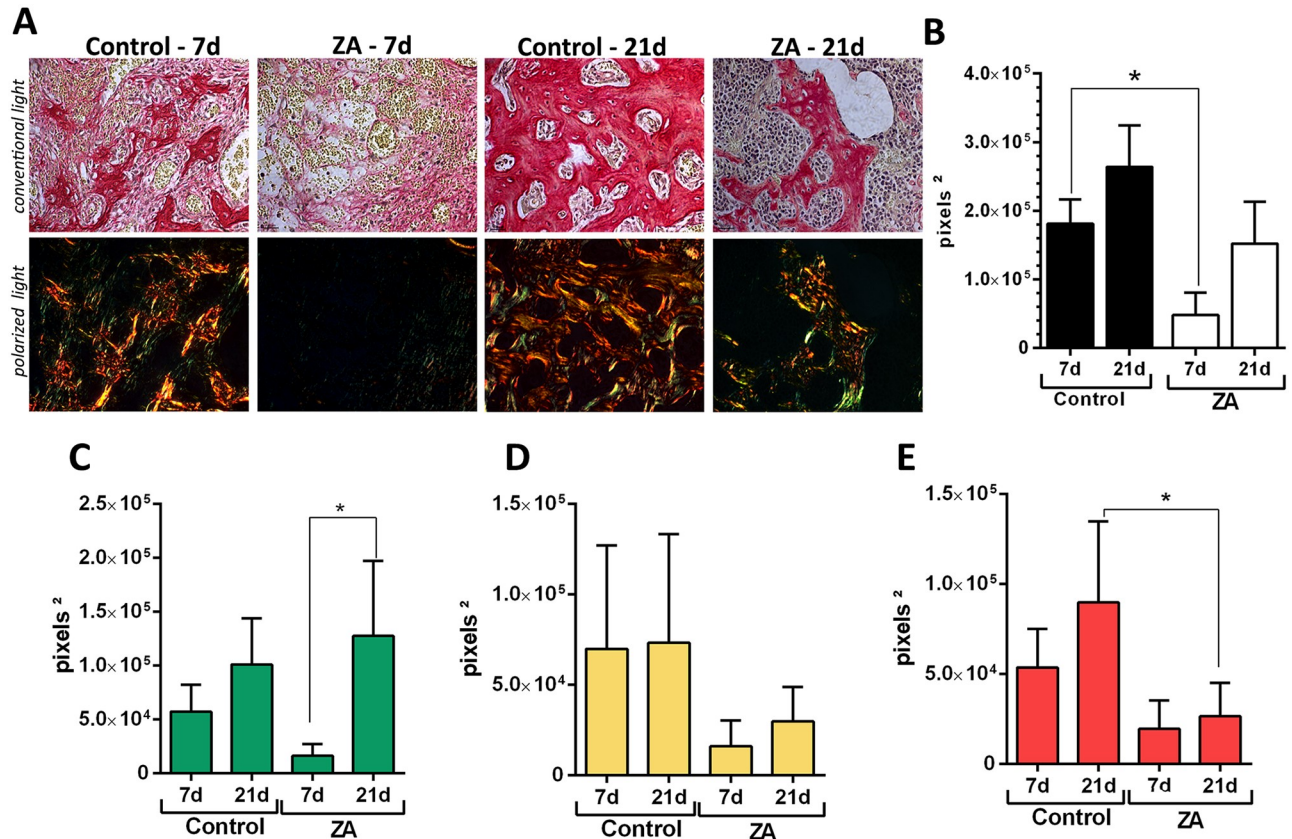 A
Control - 7d
ZA - 7d
Control - 21d
ZA - 21d
conventional light
polarized light
B
4.0×10⁵
3.0×10⁵
2.0×10⁵
1.0×10⁵
0
pixels ²
*
7d 21d 7d 21d
Control ZA
C
2.5×10⁵
2.0×10⁵
1.5×10⁵
1.0×10⁵
5.0×10⁴
0
pixels ²
*
7d 21d 7d 21d
Control ZA
D
1.5×10⁵
1.0×10⁵
5.0×10⁴
0
pixels ²
7d 21d 7d 21d
Control ZA
E
1.5×10⁵
1.0×10⁵
5.0×10⁴
0
pixels ²
*
7d 21d 7d 21d
Control ZA